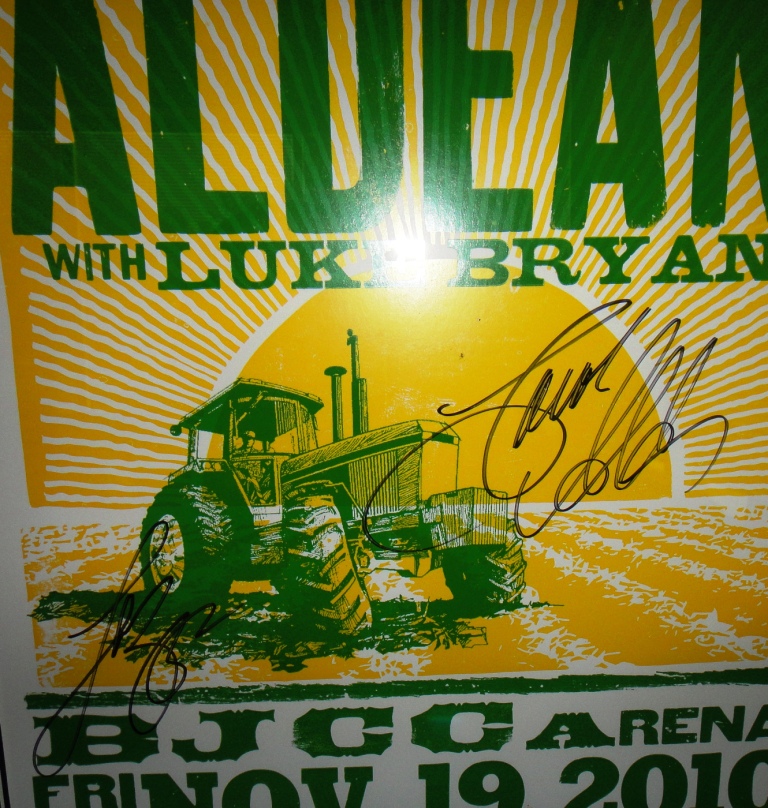 ALDEAN
WITH LUKE BRYAN
BJCC ARENA
FRI NOV 19 2010